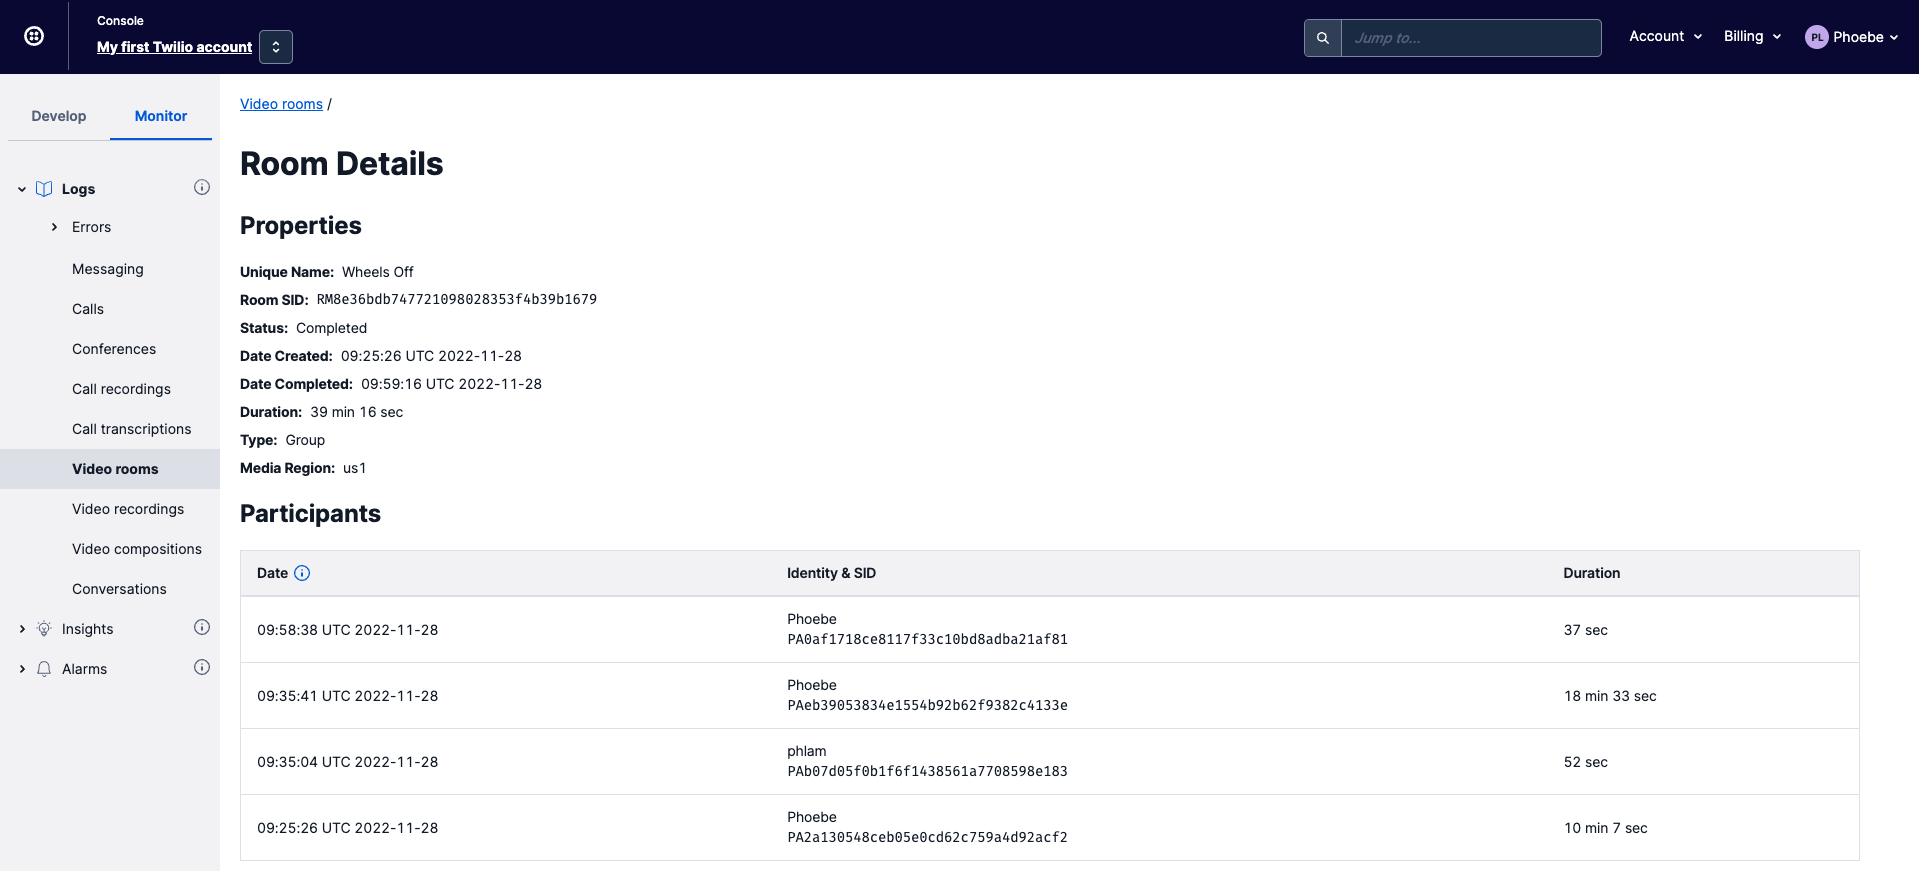 Console
My first Twilio account
Jump to...
Account
Billing
PL Phoebe
Develop Monitor
Logs
Errors
Messaging
Calls
Conferences
Call recordings
Call transcriptions
Video rooms
Video recordings
Video compositions
Conversations
Insights
Alarms
Video rooms /
Room Details
Properties
Unique Name: Wheels Off
Room SID: RM8e36bdb747721098028353f4b39b1679
Status: Completed
Date Created: 09:25:26 UTC 2022-11-28
Date Completed: 09:59:16 UTC 2022-11-28
Duration: 39 min 16 sec
Type: Group
Media Region: us1
Participants
Date Identity & SID Duration
09:58:38 UTC 2022-11-28 Phoebe 37 sec
PA0af1718ce8117f33c10bd8adba21af81
09:35:41 UTC 2022-11-28 Phoebe 18 min 33 sec
PAeb39053834e1554b92b62f9382c4133e
09:35:04 UTC 2022-11-28 phlam 52 sec
PAb07d05f0b1f6f1438561a7708598e183
09:25:26 UTC 2022-11-28 Phoebe 10 min 7 sec
PA2a130548ceb05e0cd62c759a4d92acf2